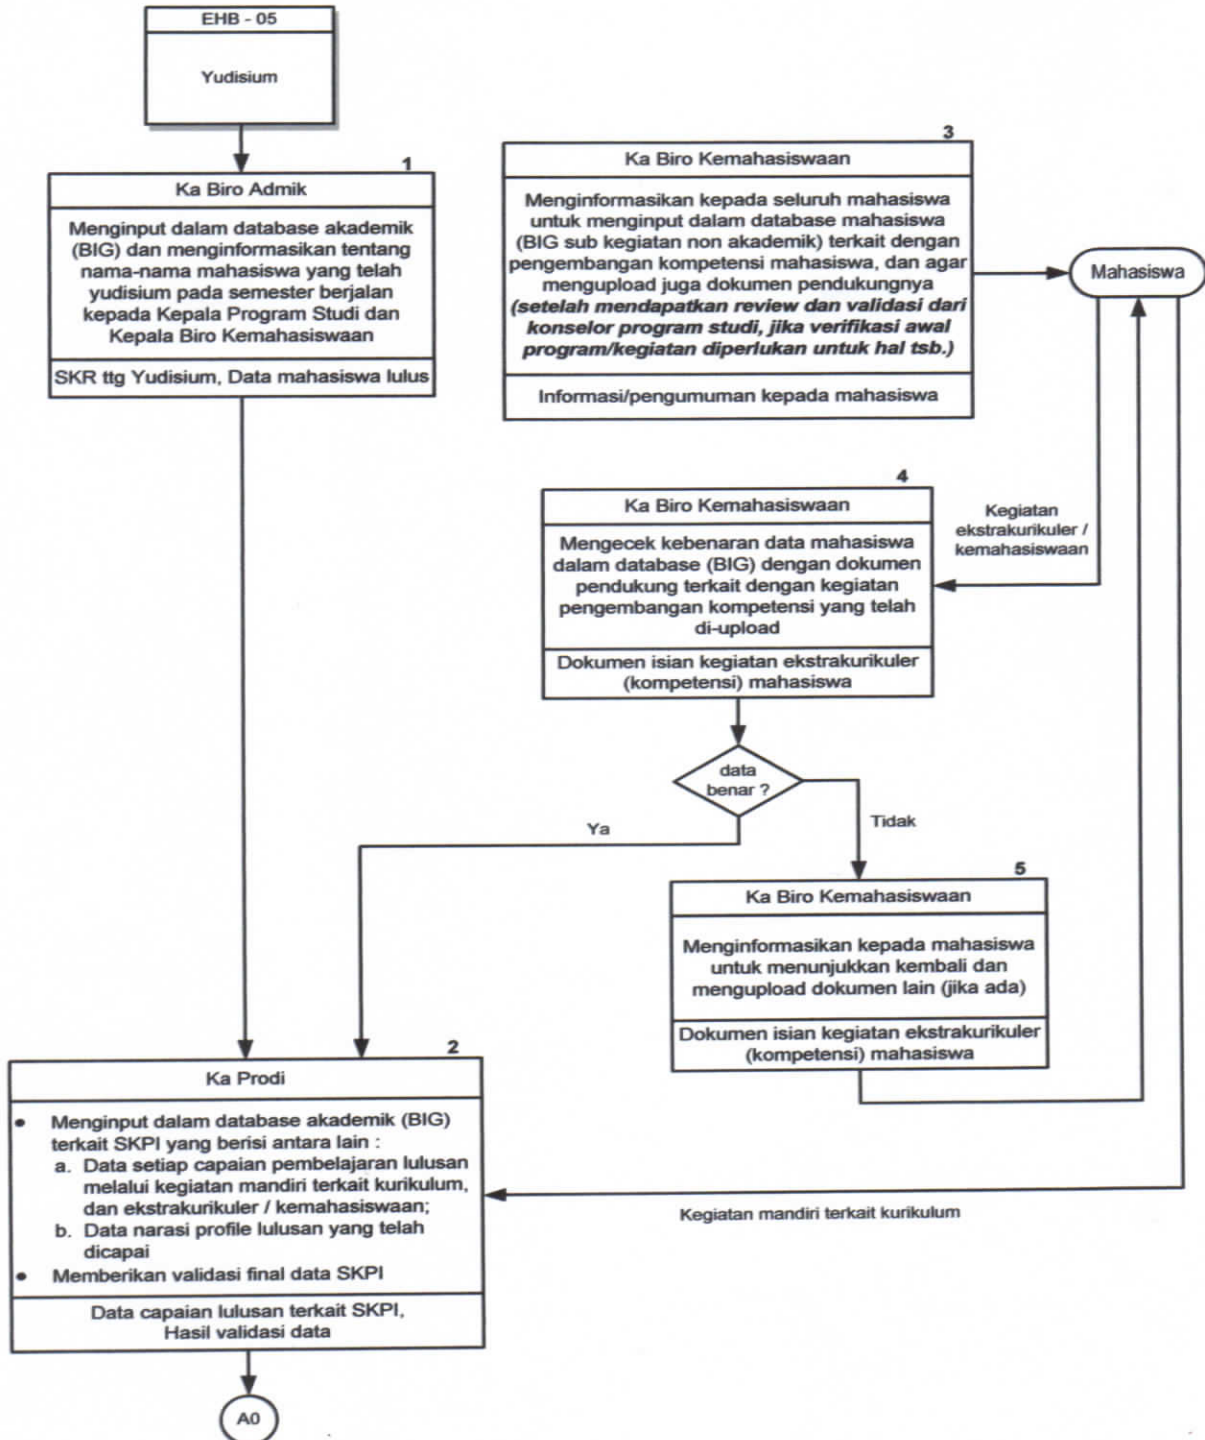 EHB - 05
Yudisium
1
Ka Biro Admik
Menginput dalam database akademik
(BIG) dan menginformasikan tentang
nama-nama mahasiswa yang telah
yudisium pada semester berjalan
kepada Kepala Program Studi dan
Kepala Biro Kemahasiswaan
SKR ttg Yudisium, Data mahasiswa lulus
3
Ka Biro Kemahasiswaan
Menginformasikan kepada seluruh mahasiswa
untuk menginput dalam database mahasiswa
(BIG sub kegiatan non akademik) terkait dengan
pengembangan kompetensi mahasiswa, dan agar
mengupload juga dokumen pendukungnya
(setelah mendapatkan review dan validasi dari
konselor program studi, jika verifikasi awal
program/kegiatan diperlukan untuk hal tsb.)
Informasi/pengumuman kepada mahasiswa
Mahasiswa
4
Ka Biro Kemahasiswaan
Mengecek kebenaran data mahasiswa
dalam database (BIG) dengan dokumen
pendukung terkait dengan kegiatan
pengembangan kompetensi yang telah
di-upload
Dokumen isian kegiatan ekstrakurikuler
(kompetensi) mahasiswa
Kegiatan
ekstrakurikuler /
kemahasiswaan
data
benar ?
Ya
Tidak
5
Ka Biro Kemahasiswaan
Menginformasikan kepada mahasiswa
untuk menunjukkan kembali dan
mengupload dokumen lain (jika ada)
Dokumen isian kegiatan ekstrakurikuler
(kompetensi) mahasiswa
2
Ka Prodi
• Menginput dalam database akademik (BIG)
terkait SKPI yang berisi antara lain :
a. Data setiap capaian pembelajaran lulusan
melalui kegiatan mandiri terkait kurikulum,
dan ekstrakurikuler / kemahasiswaan;
b. Data narasi profile lulusan yang telah
dicapai
• Memberikan validasi final data SKPI
Data capaian lulusan terkait SKPI,
Hasil validasi data
Kegiatan mandiri terkait kurikulum
A0